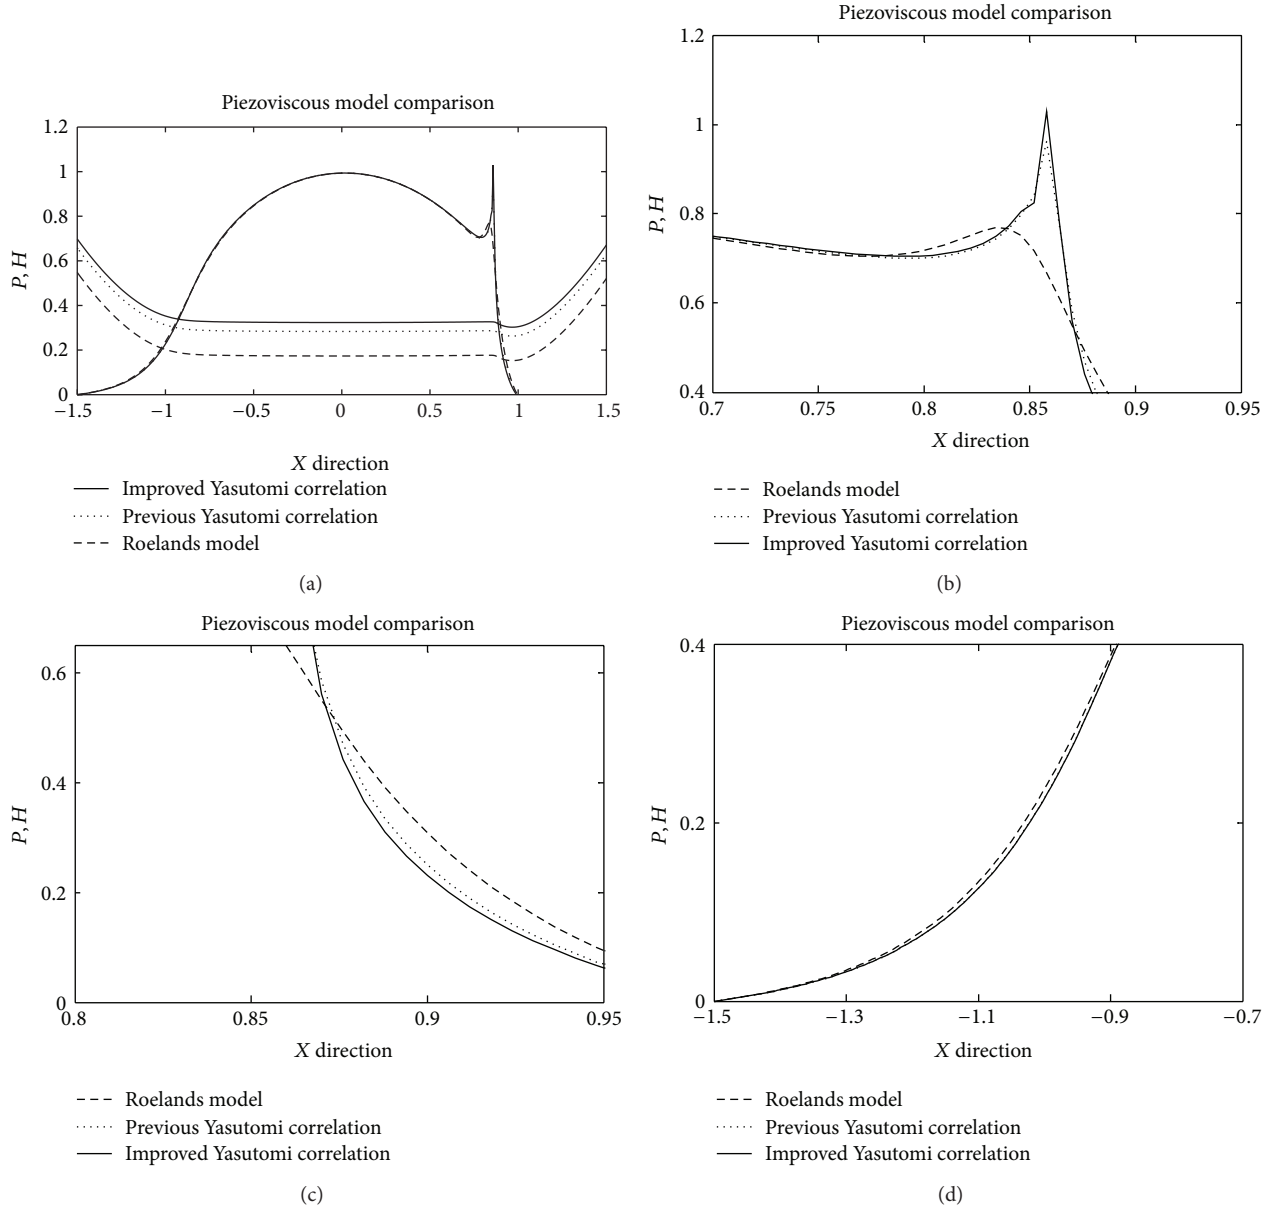 Piezoviscous model comparison
1.2
1
0.8
0.6
0.4
0.2
0
P, H
−1.5
−1
−0.5
0
0.5
1
1.5
X direction
Improved Yasutomi correlation
Previous Yasutomi correlation
Roelands model
(a)
Piezoviscous model comparison
1.2
1
0.8
0.6
0.4
P, H
0.7
0.75
0.8
0.85
0.9
0.95
X direction
Roelands model
Previous Yasutomi correlation
Improved Yasutomi correlation
(b)
Piezoviscous model comparison
0.6
0.4
0.2
0
P, H
0.8
0.85
0.9
0.95
X direction
Roelands model
Previous Yasutomi correlation
Improved Yasutomi correlation
(c)
Piezoviscous model comparison
0.4
0.2
0
P, H
−1.5
−1.3
−1.1
−0.9
−0.7
X direction
Roelands model
Previous Yasutomi correlation
Improved Yasutomi correlation
(d)